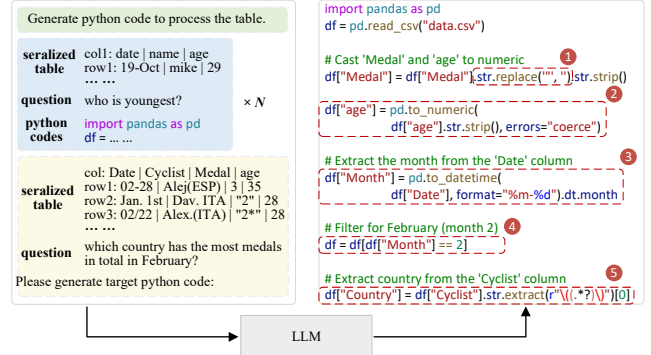 Generate python code to process the table.
seralized table
col1: date | name | age
row1: 19-Oct | mike | 29
... ...
question
who is youngest?
python codes
import pandas as pd
df = ... ...
× N
seralized table
col: Date | Cyclist | Medal | age
row1: 02-28 | Alej(ESP) | 3 | 35
row2: Jan. 1st | Dav. ITA | "2" | 28
row3: 02/22 | Alex.(ITA) | "2*" | 28
... ...
question
which country has the most medals
in total in February?
Please generate target python code:
LLM
import pandas as pd
df = pd.read_csv("data.csv")
# Cast 'Medal' and 'age' to numeric
1
df["Medal"] = df["Medal"].str.replace('"', '').str.strip()
2
df["age"] = pd.to_numeric(
df["age"].str.strip(), errors="coerce")
# Extract the month from the 'Date' column
3
df["Month"] = pd.to_datetime(
df["Date"], format="%m-%d").dt.month
# Filter for February (month 2)
4
df = df[df["Month"] == 2]
# Extract country from the 'Cyclist' column
5
df["Country"] = df["Cyclist"].str.extract(r"\((.*?)\)")[0]